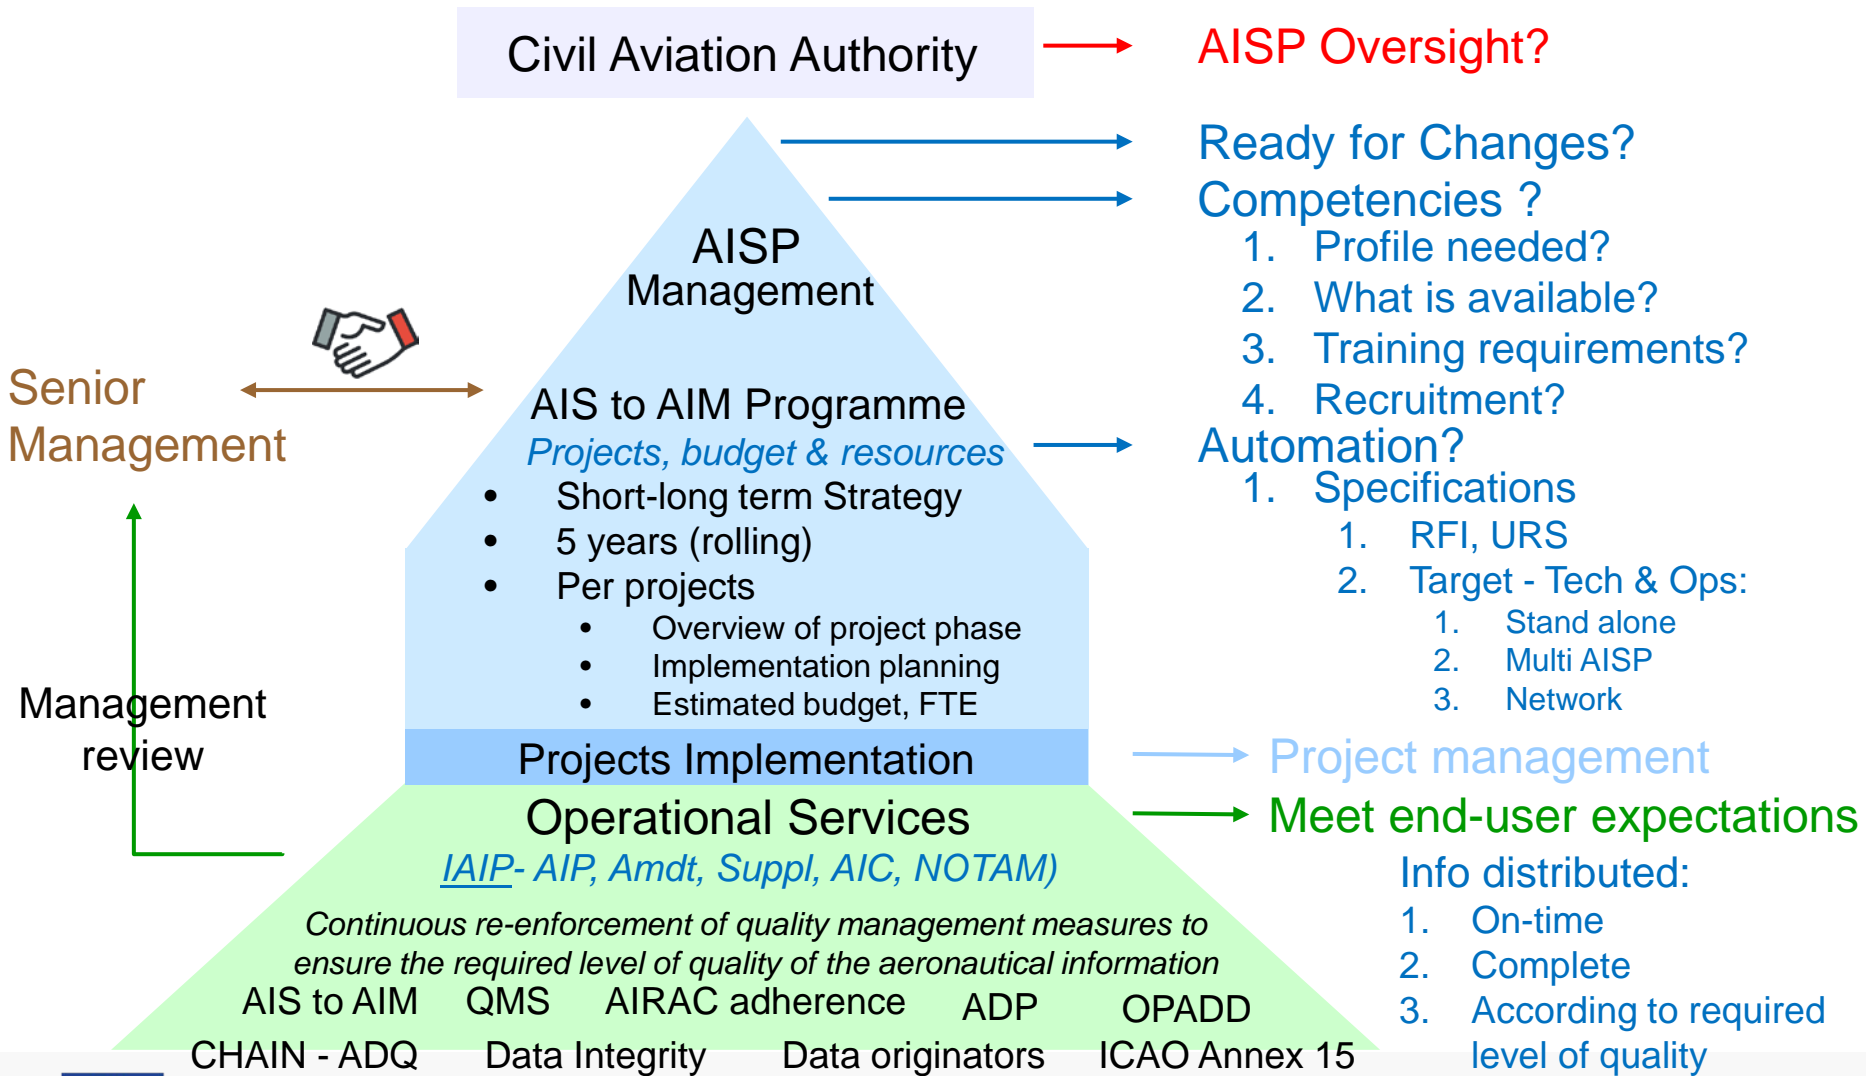 Civil Aviation Authority
AISP Oversight?
Ready for Changes?
Competencies ?
1. Profile needed?
2. What is available?
3. Training requirements?
4. Recruitment?
Automation?
1. Specifications
1. RFI, URS
2. Target - Tech & Ops:
1. Stand alone
2. Multi AISP
3. Network
AISP
Management
Senior
Management
AIS to AIM Programme
Projects, budget & resources
• Short-long term Strategy
• 5 years (rolling)
• Per projects
• Overview of project phase
• Implementation planning
• Estimated budget, FTE
Management
review
Projects Implementation
Project management
Operational Services
Meet end-user expectations
IAIP- AIP, Amdt, Suppl, AIC, NOTAM)
Info distributed:
1. On-time
2. Complete
3. According to required
level of quality
Continuous re-enforcement of quality management measures to
ensure the required level of quality of the aeronautical information
AIS to AIM QMS AIRAC adherence ADP OPADD
CHAIN - ADQ Data Integrity Data originators ICAO Annex 15